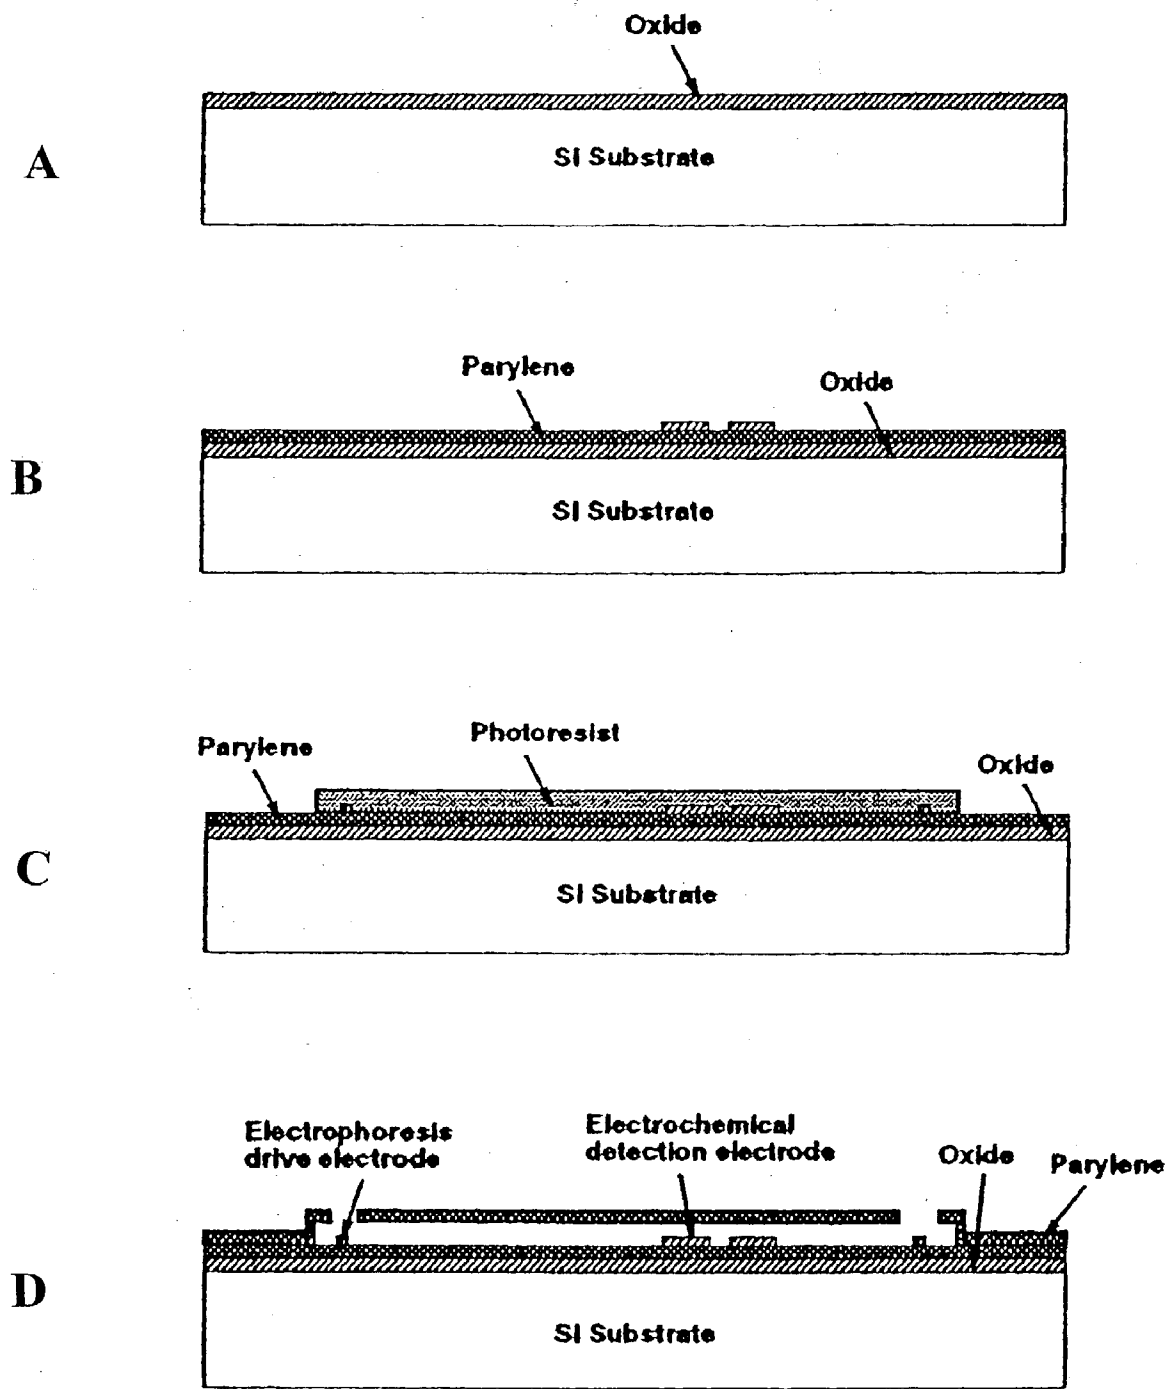 Oxide
A
Si Substrate
Parylene
Oxide
B
Si Substrate
Parylene
Photoresist
Oxide
C
Si Substrate
Electrophoresis
drive electrode
Electrochemical
detection electrode
Oxide
Parylene
D
Si Substrate